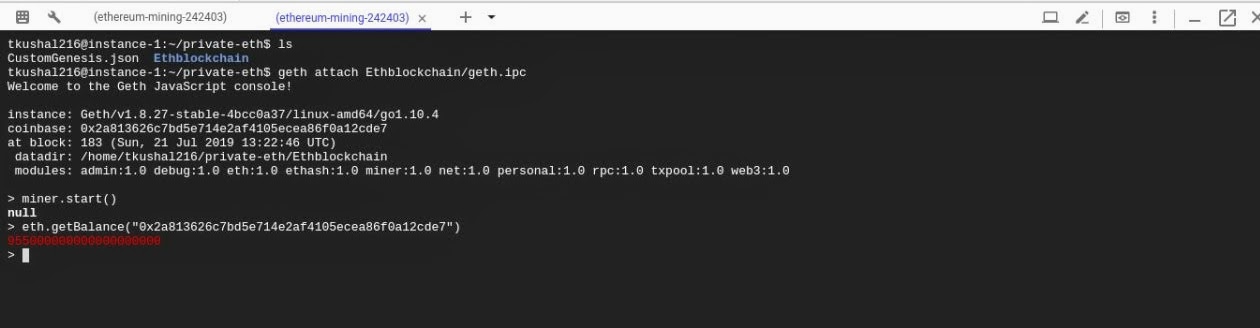 (ethereum-mining-242403) (ethereum-mining-242403)
tkushal216@instance-1:~/private-eth$ ls
CustomGenesis.json Ethblockchain
tkushal216@instance-1:~/private-eth$ geth attach Ethblockchain/geth.ipc
Welcome to the Geth JavaScript console!
instance: Geth/v1.8.27-stable-4bcc0a37/linux-amd64/go1.10.4
coinbase: 0x2a813626c7bd5e714e2af4105ecea86f0a12cde7
at block: 183 (Sun, 21 Jul 2019 13:22:46 UTC)
datadir: /home/tkushal216/private-eth/Ethblockchain
modules: admin:1.0 debug:1.0 eth:1.0 ethash:1.0 miner:1.0 net:1.0 personal:1.0 rpc:1.0 txpool:1.0 web3:1.0
> miner.start()
null
> eth.getBalance("0x2a813626c7bd5e714e2af4105ecea86f0a12cde7")
955000000000000000000
>